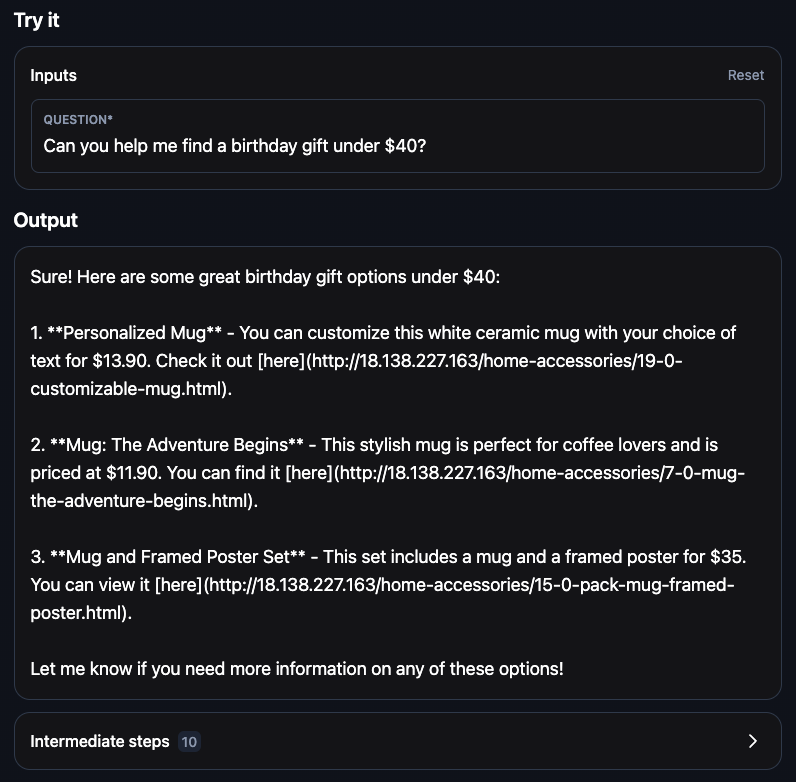 Try it
Inputs
Reset
QUESTION*
Can you help me find a birthday gift under $40?
Output
Sure! Here are some great birthday gift options under $40:
1. **Personalized Mug** - You can customize this white ceramic mug with your choice of
text for $13.90. Check it out [here](http://18.138.227.163/home-accessories/19-0-
customizable-mug.html).
2. **Mug: The Adventure Begins** - This stylish mug is perfect for coffee lovers and is
priced at $11.90. You can find it [here](http://18.138.227.163/home-accessories/7-0-mug-
the-adventure-begins.html).
3. **Mug and Framed Poster Set** - This set includes a mug and a framed poster for $35.
You can view it [here](http://18.138.227.163/home-accessories/15-0-pack-mug-framed-
poster.html).
Let me know if you need more information on any of these options!
Intermediate steps 10